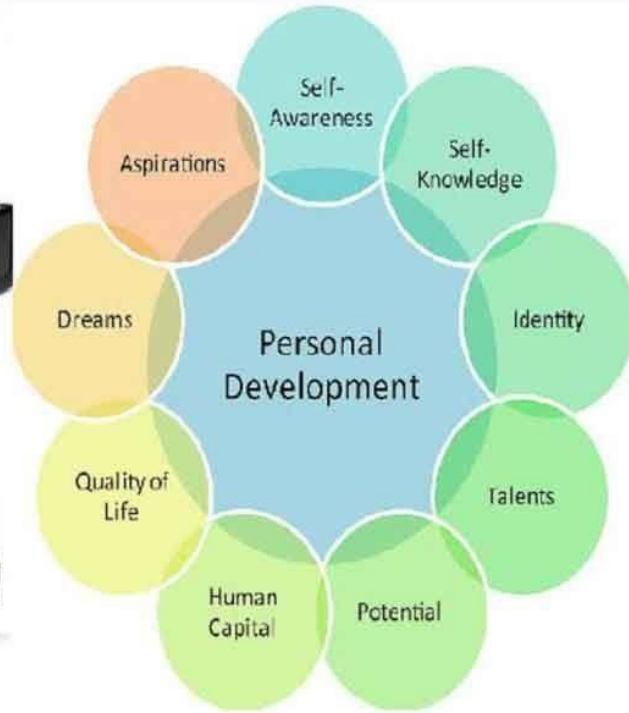 Self-
Awareness
Self-
Knowledge
Identity
Talents
Potential
Human
Capital
Quality of
Life
Dreams
Aspirations
Personal
Development